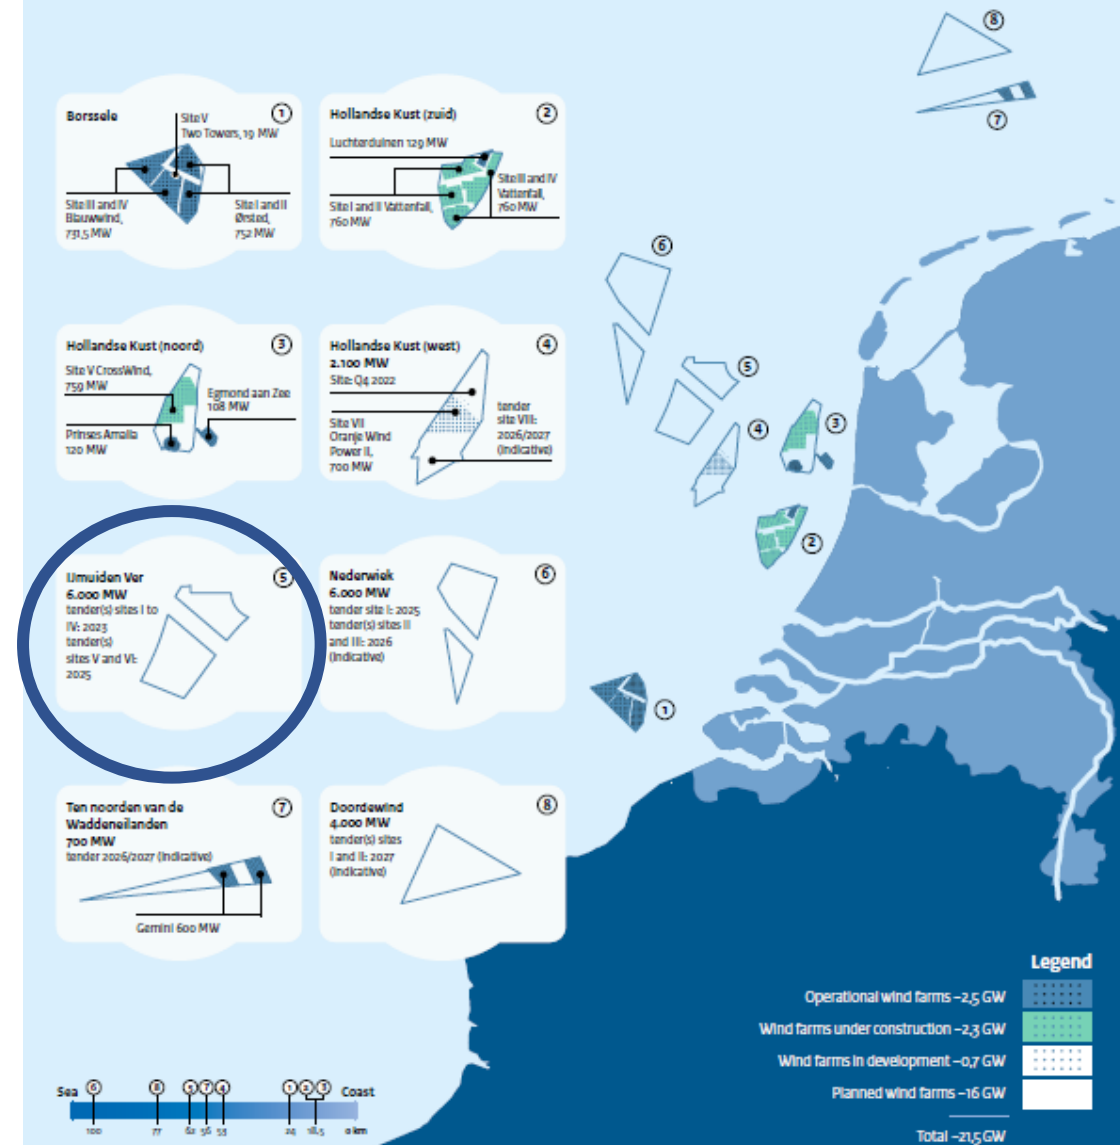 Borssele
1
Site V
Two Towers, 19 MW
Site III and IV
Blauwwind,
731,5 MW
Site I and II
Ørsted,
752 MW
Hollandse Kust (zuid)
2
Luchterduinen 129 MW
Site I and II Vattenfall,
760 MW
Site III and IV
Vattenfall,
760 MW
Hollandse Kust (noord)
3
Site V CrossWind,
759 MW
Egmond aan Zee
108 MW
Prinses Amalia
120 MW
Hollandse Kust (west)
4
2.100 MW
Site: Q4 2022
Site VII
Oranje Wind
Power II,
700 MW
tender
site VIII:
2026/2027
(Indicative)
IJmuiden Ver
5
6.000 MW
tender(s) sites I to
IV: 2023
tender(s)
sites V and VI:
2025
Nederwiek
6
6.000 MW
tender site I: 2025
tender(s) sites II
and III: 2026
(Indicative)
Ten noorden van de
7
Waddeneilanden
700 MW
tender 2026/2027 (Indicative)
Gemini 600 MW
Doordewind
8
4.000 MW
tender(s) sites
I and II: 2027
(Indicative)
8
7
6
5
4
3
2
1
Legend
Operational wind farms ~2,5 GW
Wind farms under construction ~2,3 GW
Wind farms in development ~0,7 GW
Planned wind farms ~16 GW
Total ~21,5 GW
Sea 6 8 5 7 4 1 2 3 Coast
100 77 62 56 53 24 18,5 0 km